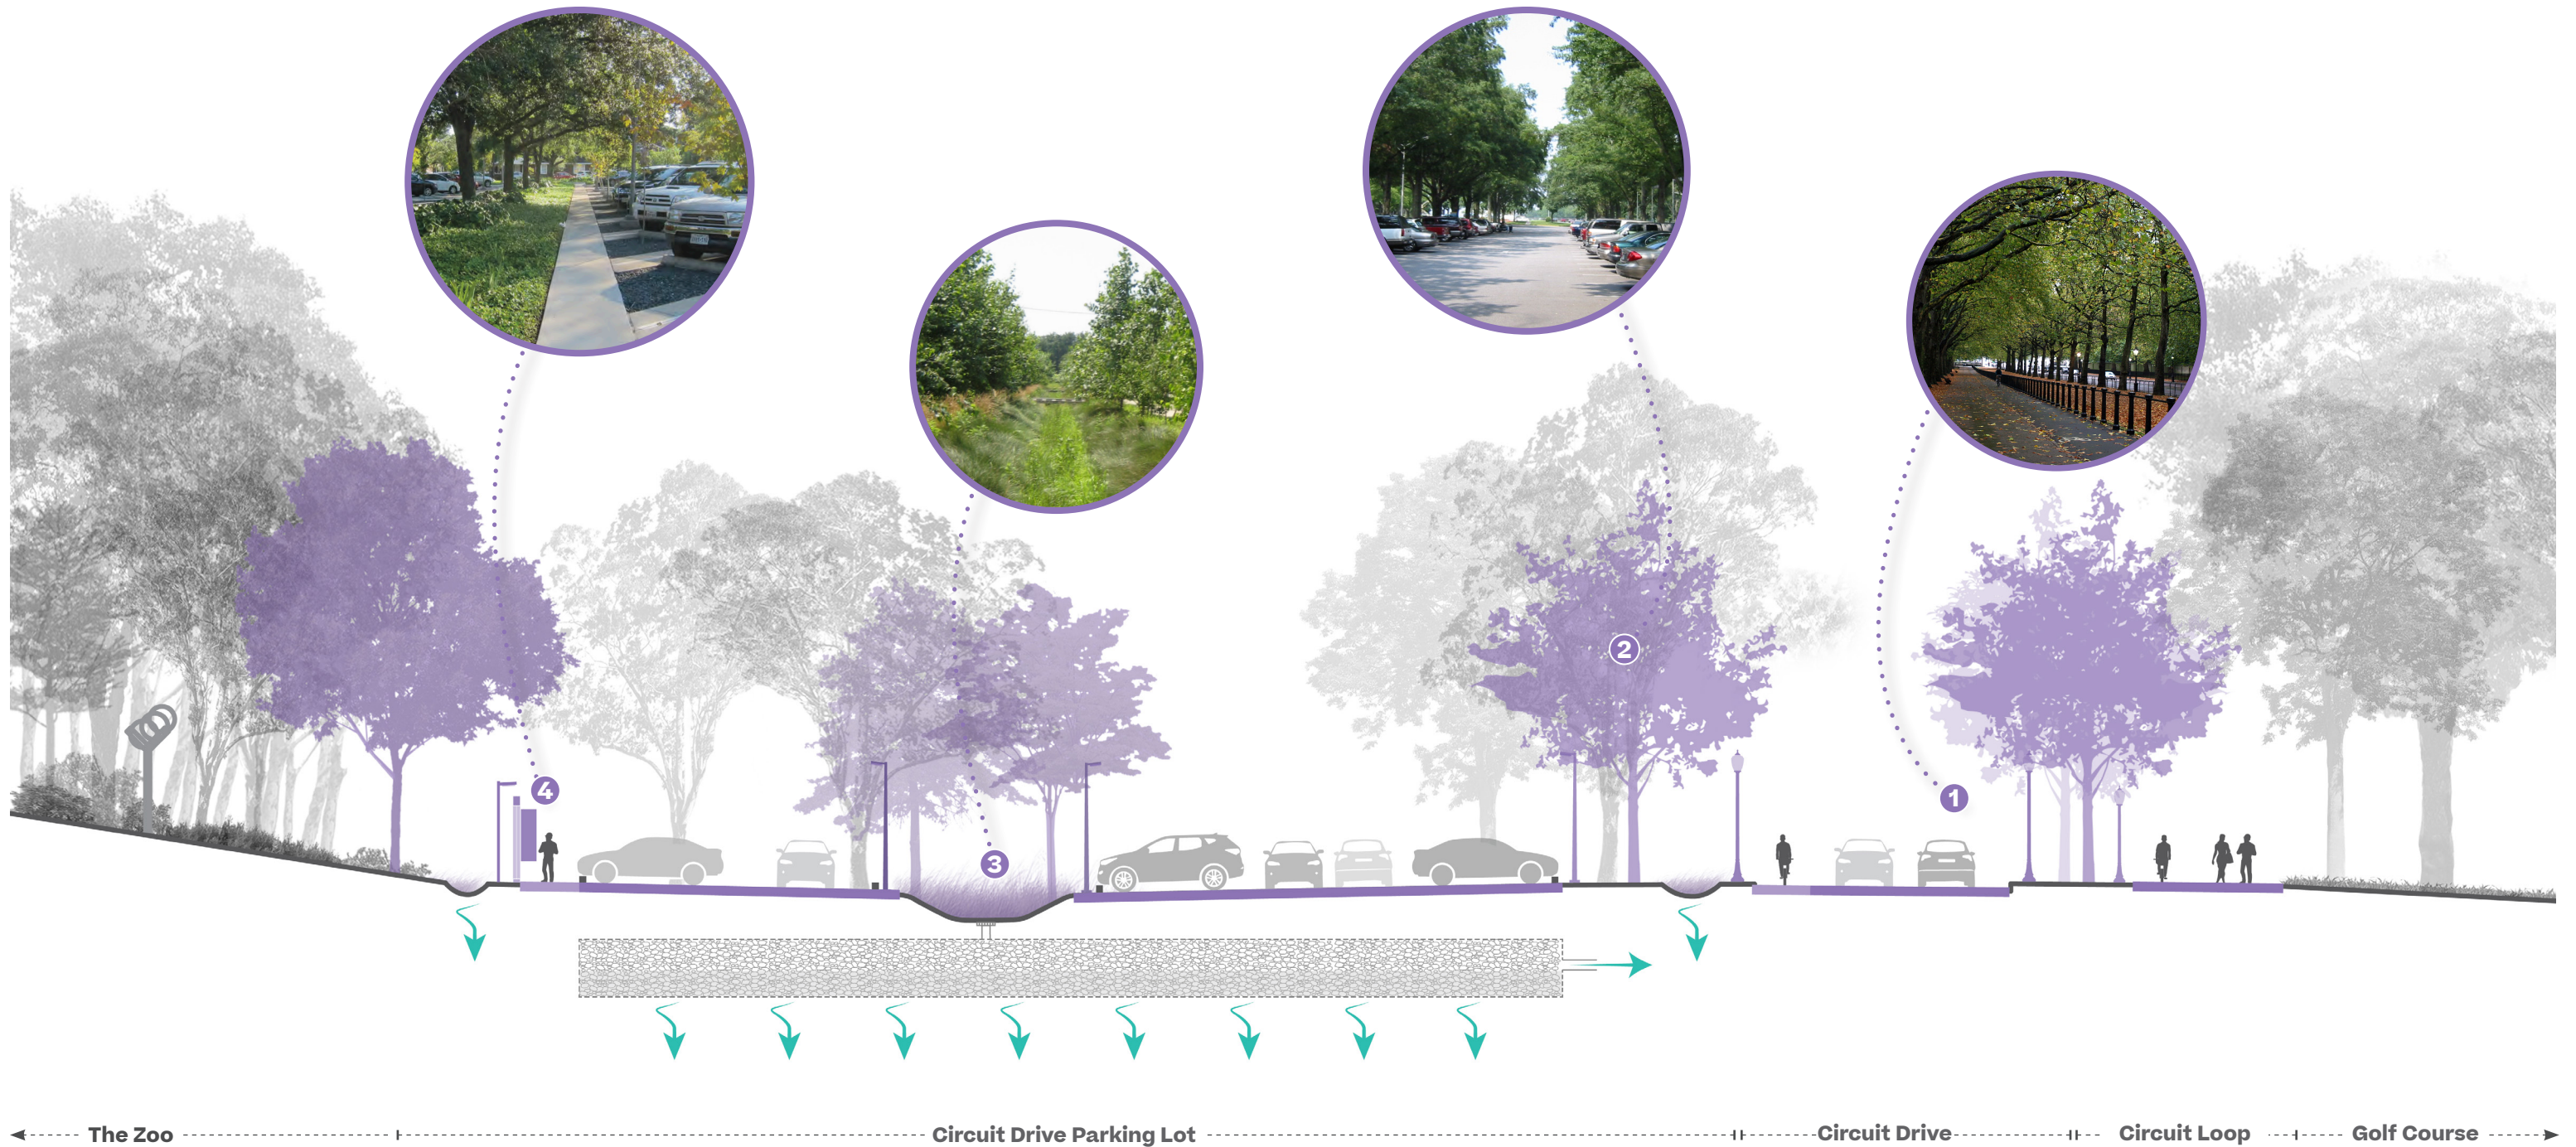 4
3
2
1
The Zoo
Circuit Drive Parking Lot
Circuit Drive
Circuit Loop
Golf Course